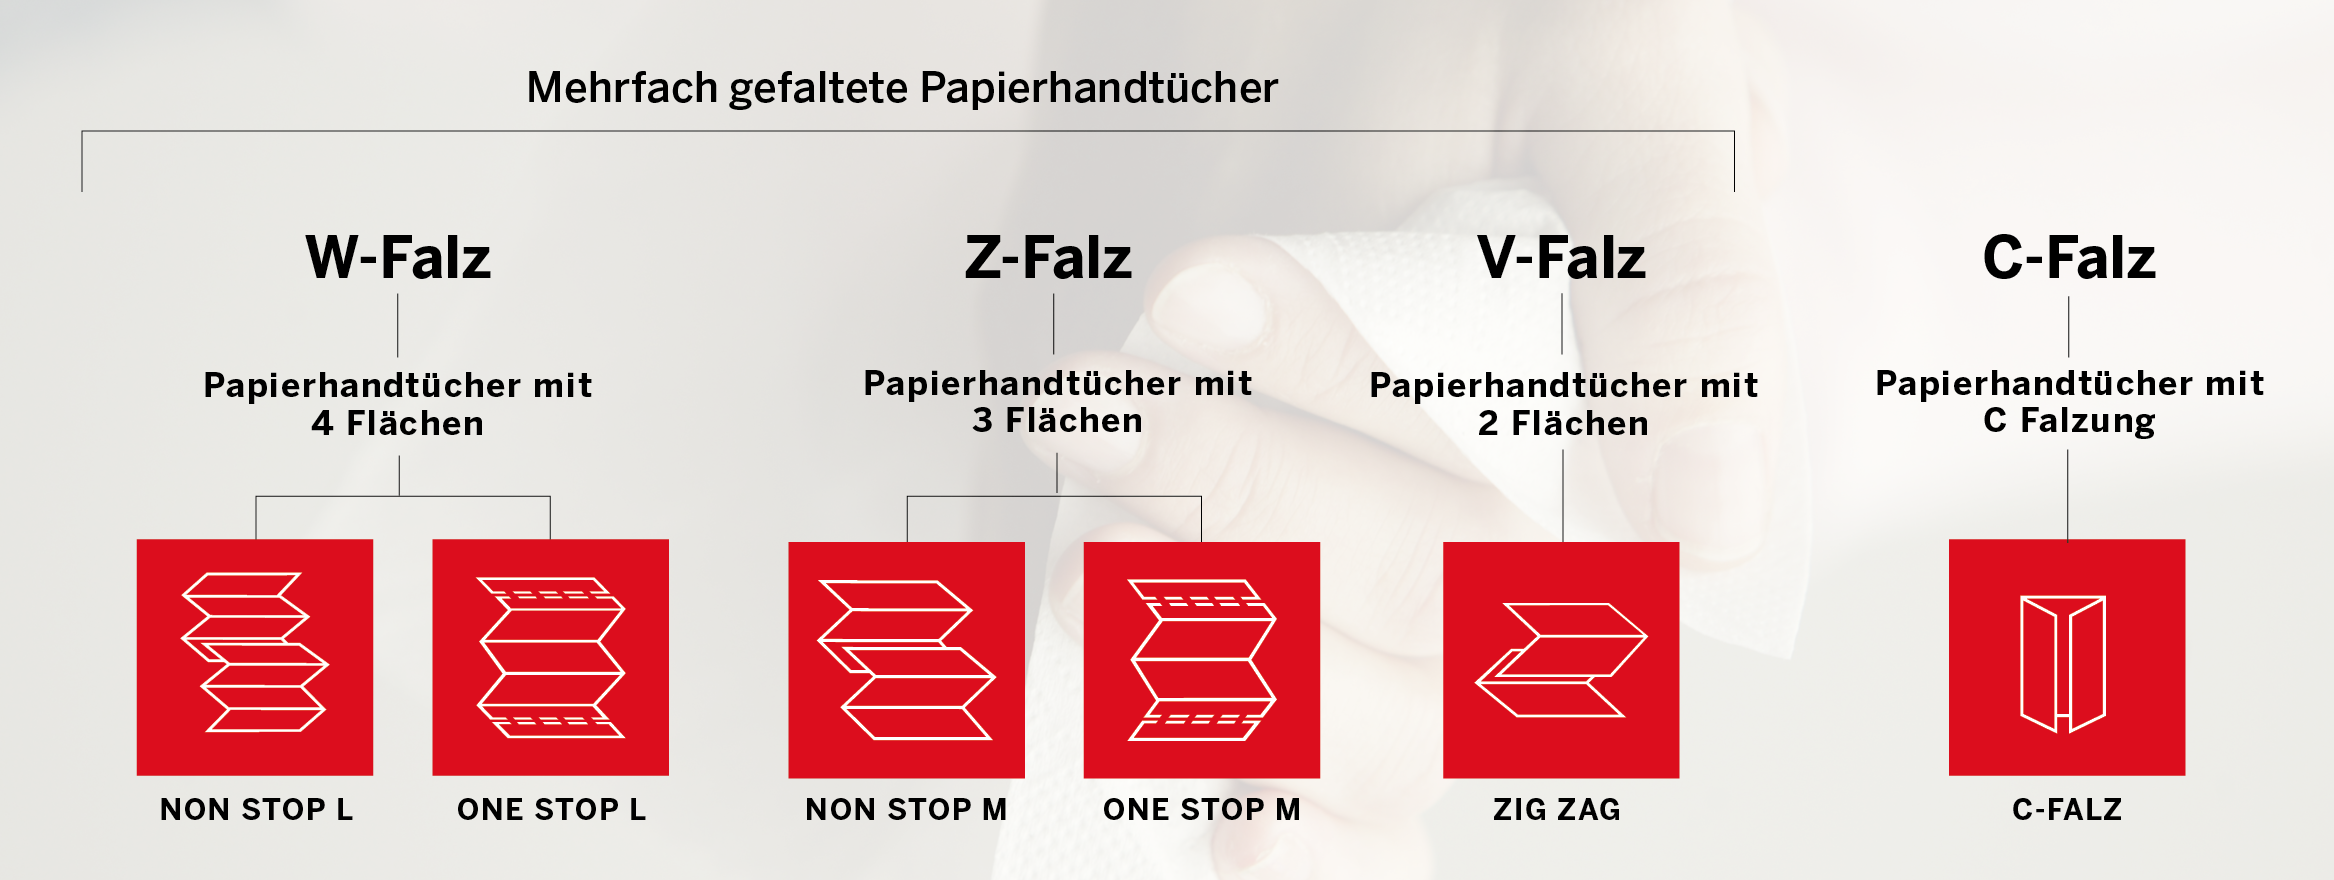 Mehrfach gefaltete Papierhandtücher
W-Falz
Papierhandtücher mit
4 Flächen
NON STOP L
ONE STOP L
Z-Falz
Papierhandtücher mit
3 Flächen
NON STOP M
ONE STOP M
V-Falz
Papierhandtücher mit
2 Flächen
ZIG ZAG
C-Falz
Papierhandtücher mit
C Falzung
C-FALZ